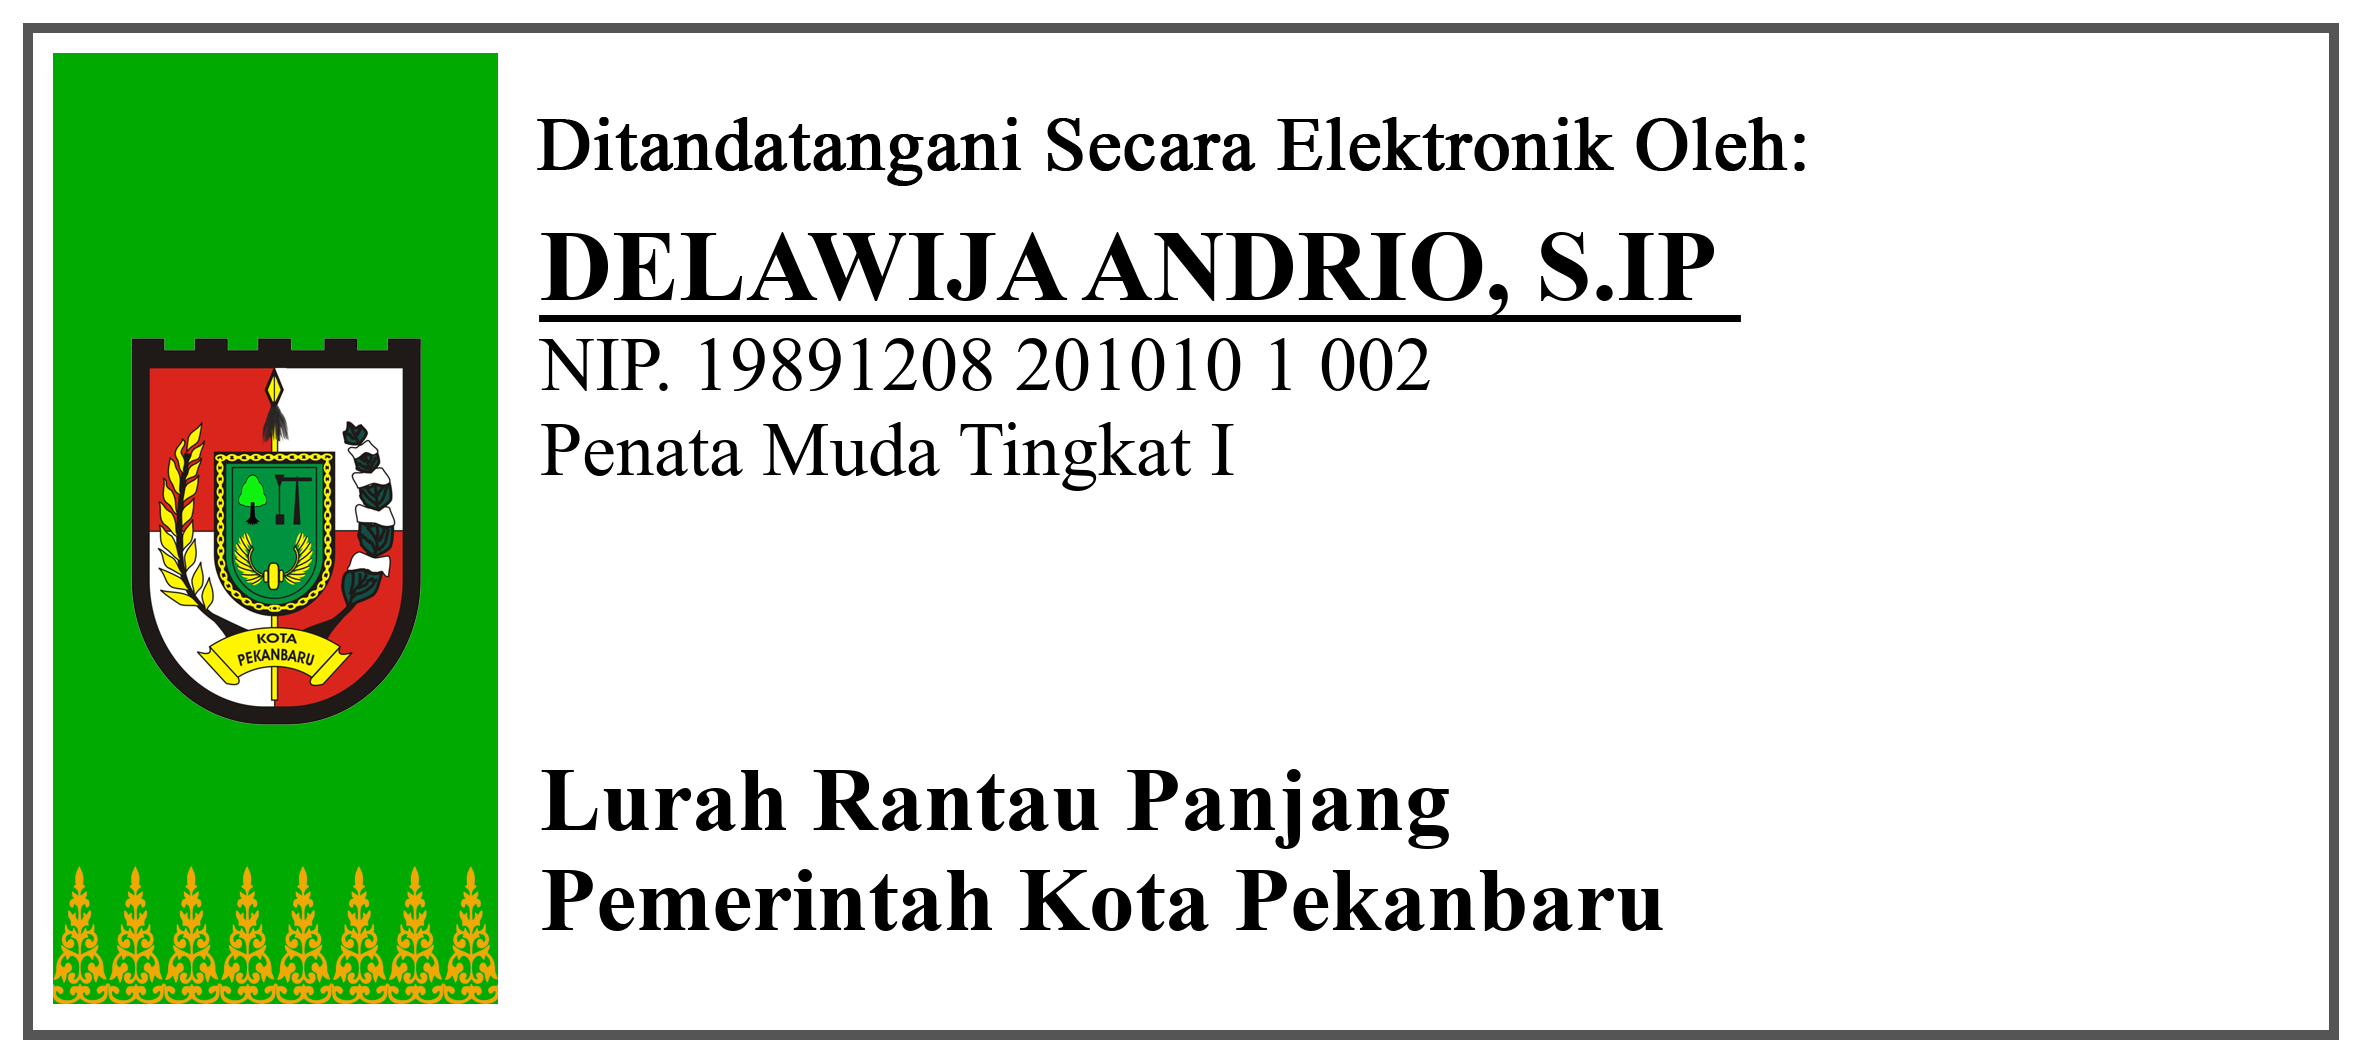 Ditandatangani Secara Elektronik Oleh:
DELAWIJA ANDRIO, S.IP
NIP. 19891208 201010 1 002
Penata Muda Tingkat I
KOTA
PEKANBARU
Lurah Rantau Panjang
Pemerintah Kota Pekanbaru